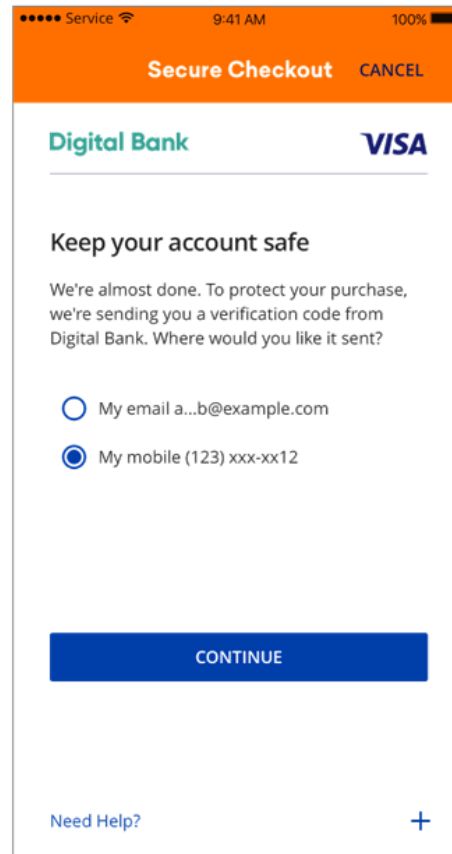 Service 9:41 AM 100%
Secure Checkout CANCEL
Digital Bank VISA
Keep your account safe
We're almost done. To protect your purchase,
we're sending you a verification code from
Digital Bank. Where would you like it sent?
My email a...b@example.com
My mobile (123) xxx-xx12
CONTINUE
Need Help? +